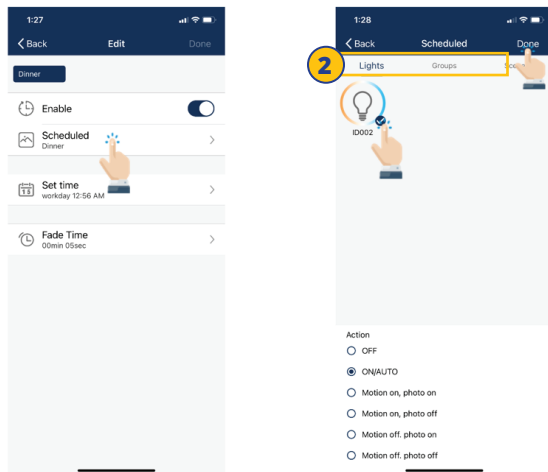 1:27
Back
Edit
Done
Dinner
Enable
Scheduled
Dinner
Set time
workday 12:56 AM
Fade Time
00min 05sec
1:28
Back
Scheduled
Done
2
Lights
Groups
ID002
Action
OFF
ON/AUTO
Motion on, photo on
Motion on, photo off
Motion off. photo on
Motion off. photo off